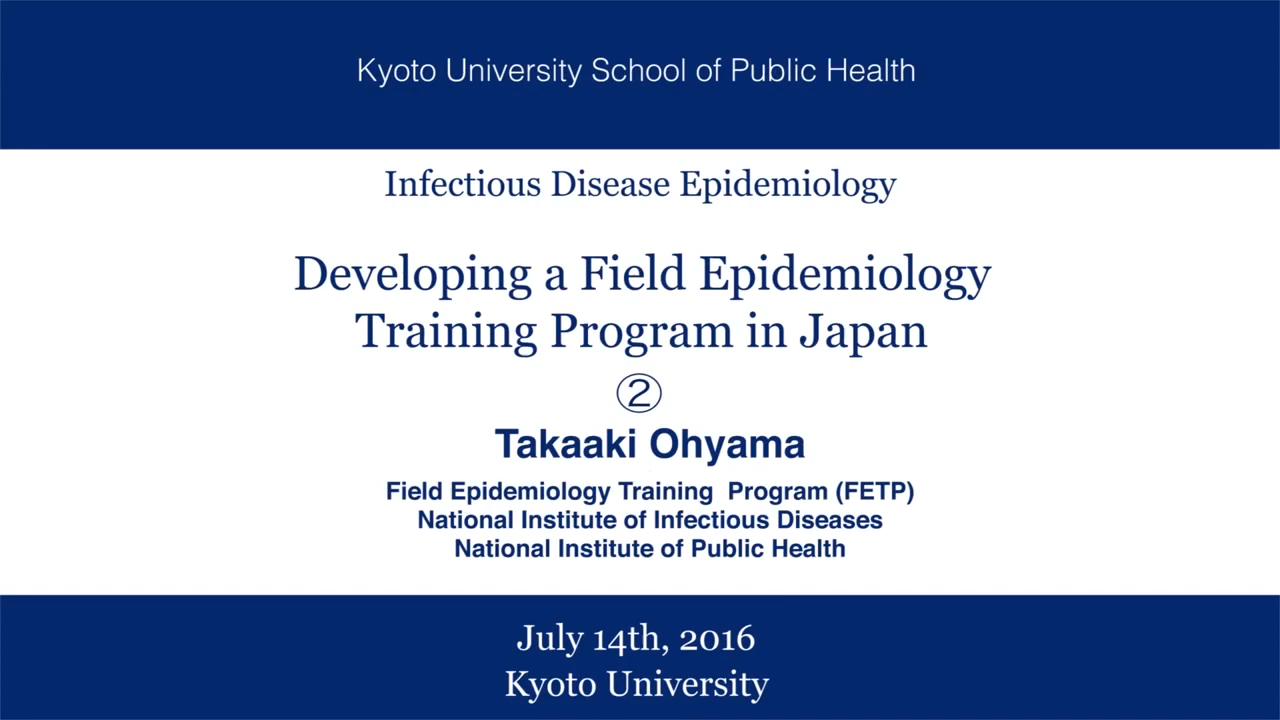 Kyoto University School of Public Health
Infectious Disease Epidemiology
Developing a Field Epidemiology
Training Program in Japan
②
Takaaki Ohyama
Field Epidemiology Training Program (FETP)
National Institute of Infectious Diseases
National Institute of Public Health
July 14th, 2016
Kyoto University